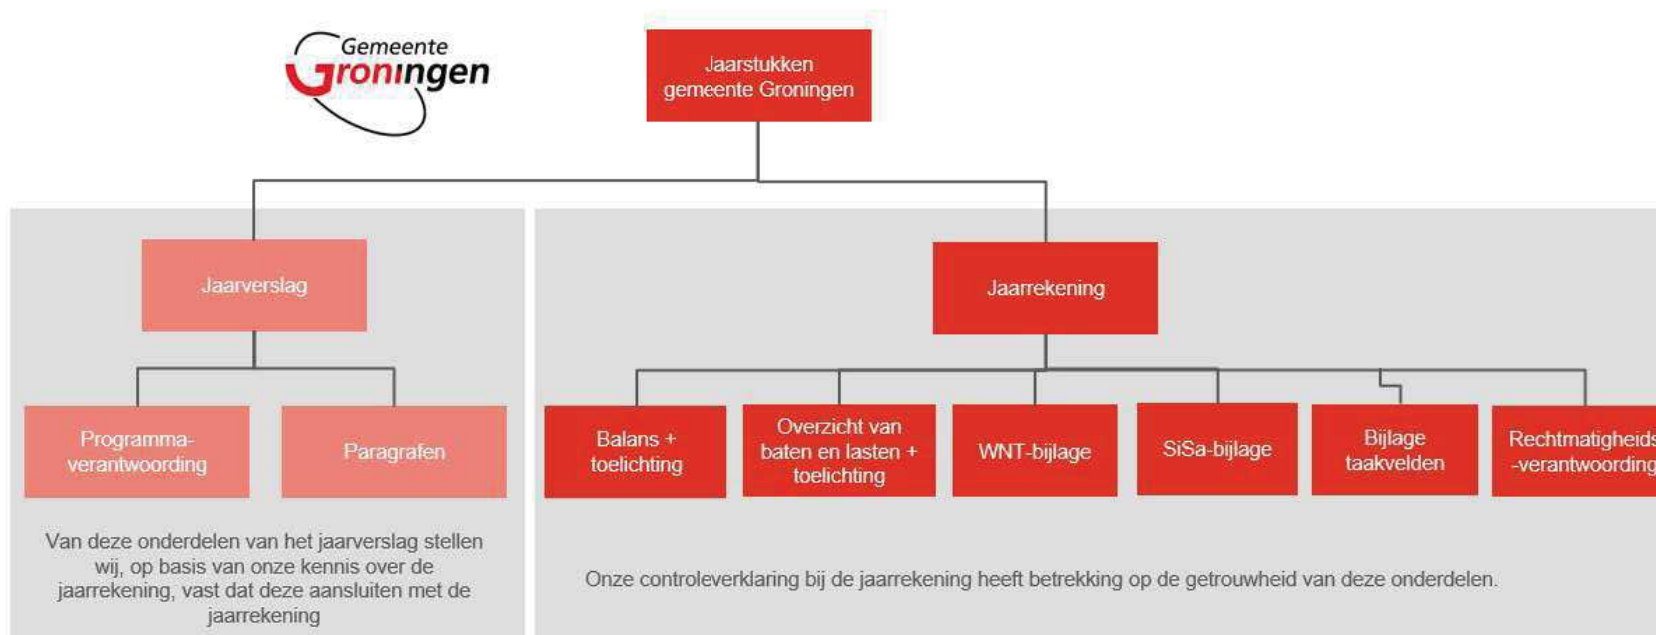 Gemeente
Groningen
Jaarstukken
gemeente Groningen
Jaarverslag
Jaarrekening
Programma-
verantwoording
Paragrafen
Balans +
toelichting
Overzicht van
baten en lasten +
toelichting
WNT-bijlage
SiSa-bijlage
Bijlage
taakvelden
Rechtmatigheids
-verantwoording
Van deze onderdelen van het jaarverslag stellen
wij, op basis van onze kennis over de
jaarrekening, vast dat deze aansluiten met de
jaarrekening
Onze controleverklaring bij de jaarrekening heeft betrekking op de getrouwheid van deze onderdelen.